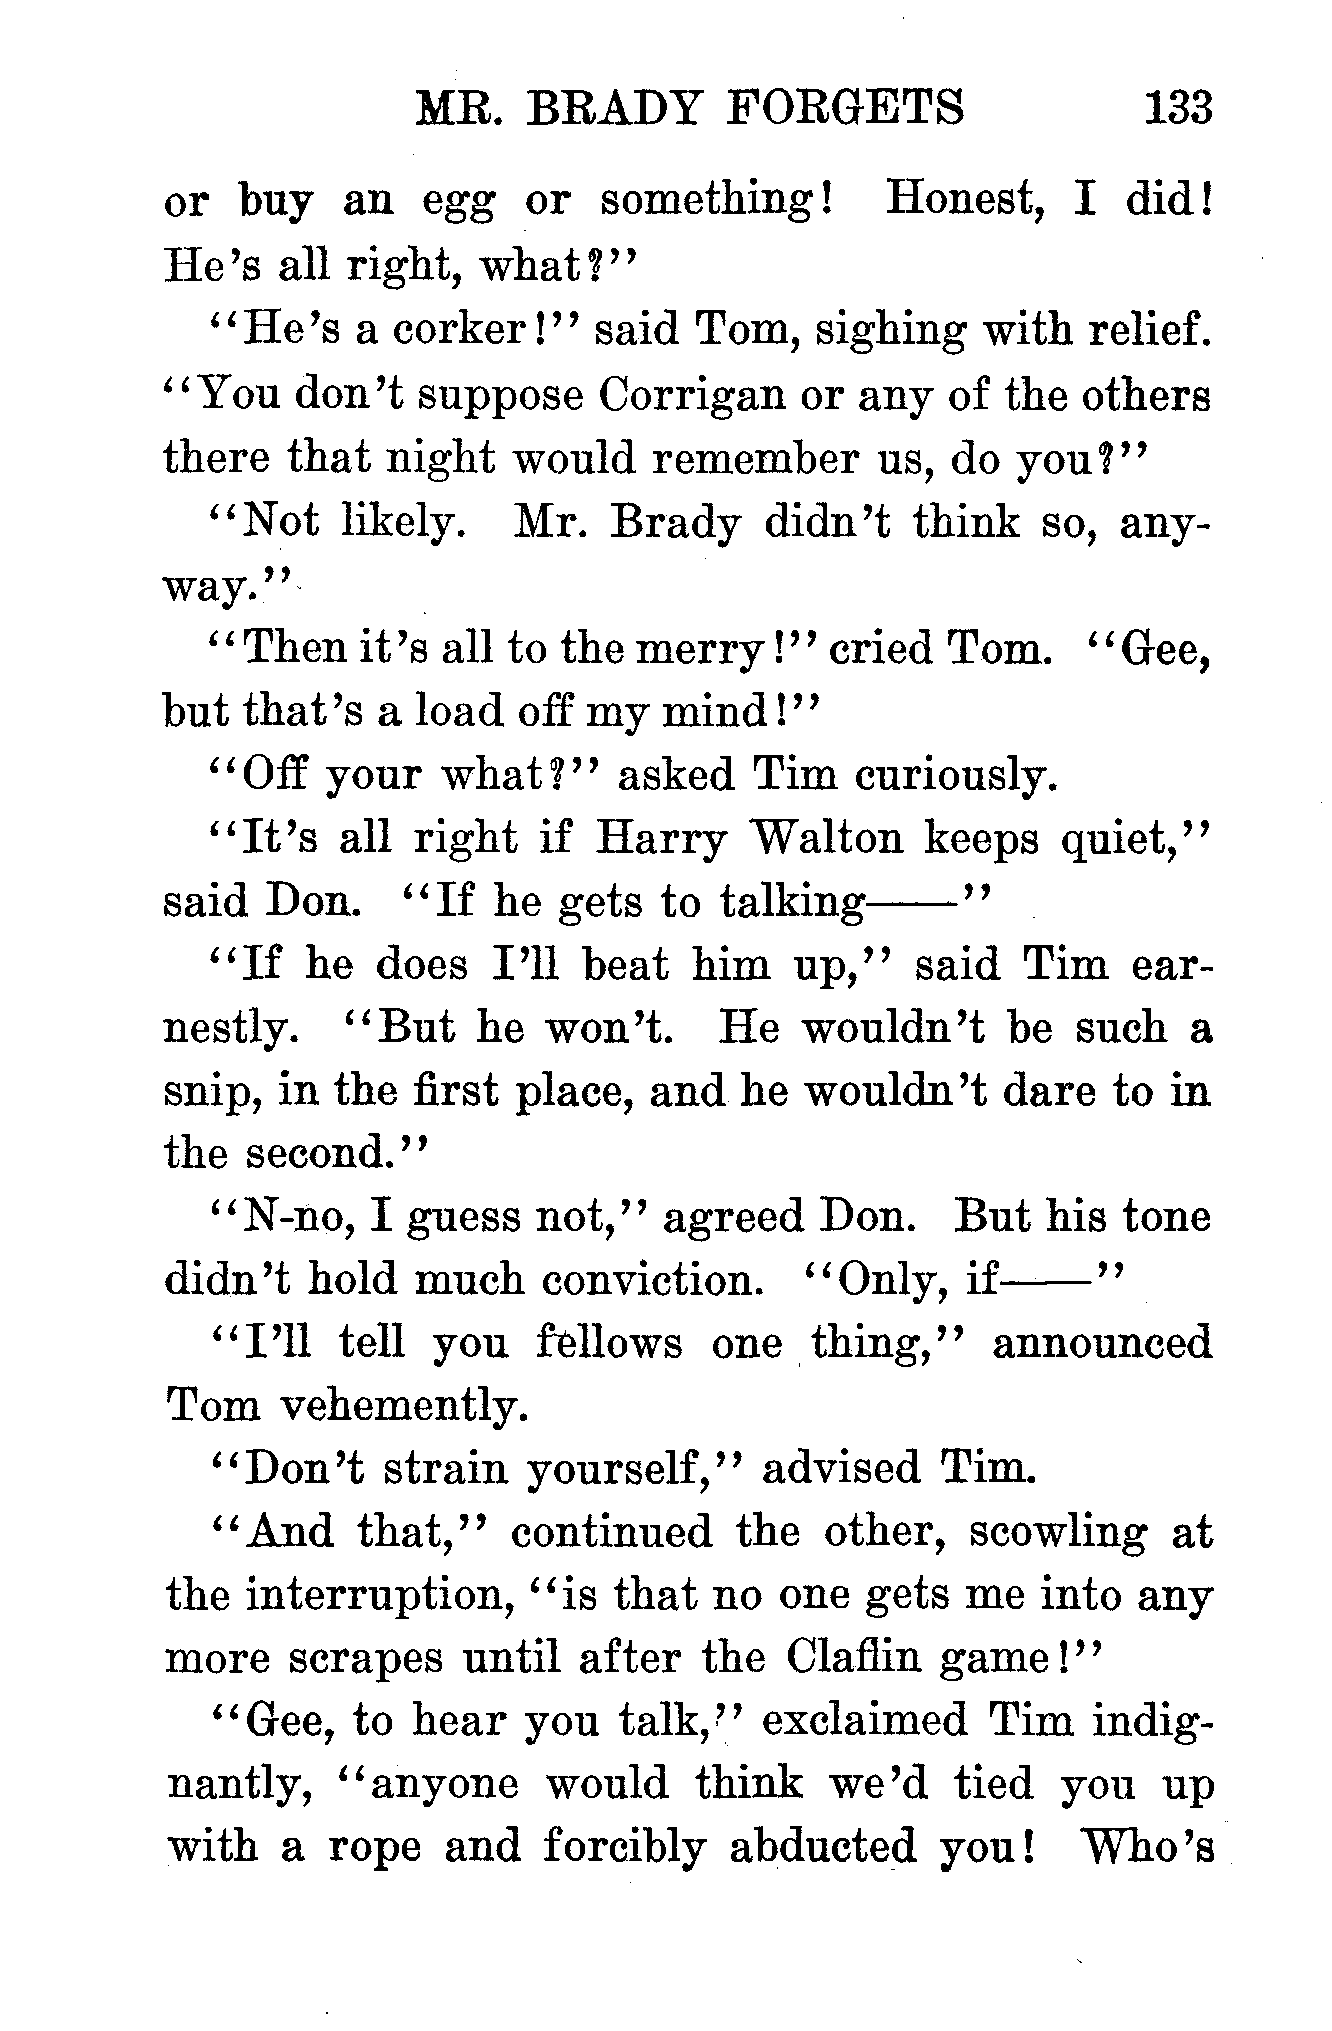 MR. BRADY FORGETS 133
or buy an egg or something! Honest, I did!
He's all right, what?"
"He's a corker!" said Tom, sighing with relief.
"You don't suppose Corrigan or any of the others
there that night would remember us, do you?"
"Not likely. Mr. Brady didn't think so, any-
way."
"Then it's all to the merry!" cried Tom. "Gee,
but that's a load off my mind!"
"Off your what?" asked Tim curiously.
"It's all right if Harry Walton keeps quiet,"
said Don. "If he gets to talking——"
"If he does I'll beat him up," said Tim ear-
nestly. "But he won't. He wouldn't be such a
snip, in the first place, and he wouldn't dare to in
the second."
"N-no, I guess not," agreed Don. But his tone
didn't hold much conviction. "Only, if——"
"I'll tell you fellows one thing," announced
Tom vehemently.
"Don't strain yourself," advised Tim.
"And that," continued the other, scowling at
the interruption, "is that no one gets me into any
more scrapes until after the Claflin game!"
"Gee, to hear you talk," exclaimed Tim indig-
nantly, "anyone would think we'd tied you up
with a rope and forcibly abducted you! Who's